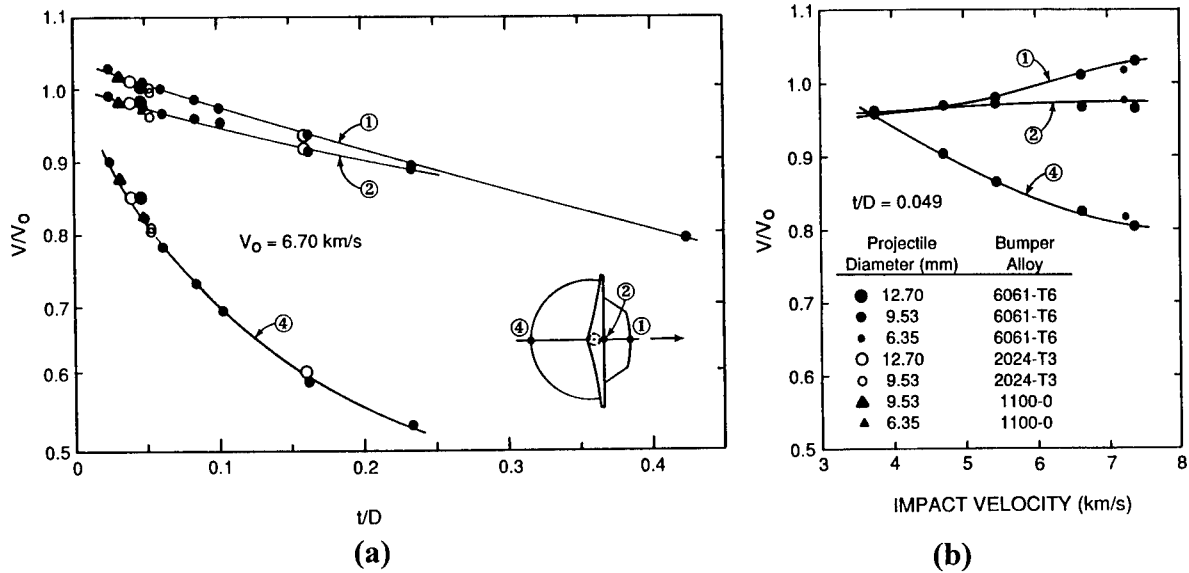 1.1
1.0
0.9
0.8
0.7
0.6
0.5
V/Vo
0
0.1
0.2
0.3
0.4
t/D
Vo = 6.70 km/s
①
②
④
④
②
①
(a)
1.1
1.0
0.9
0.8
0.7
0.6
0.5
V/Vo
①
②
④
t/D = 0.049
Projectile Bumper
Diameter (mm) Alloy
12.70 6061-T6
9.53 6061-T6
6.35 6061-T6
12.70 2024-T3
9.53 2024-T3
9.53 1100-0
6.35 1100-0
3
4
5
6
7
8
IMPACT VELOCITY (km/s)
(b)